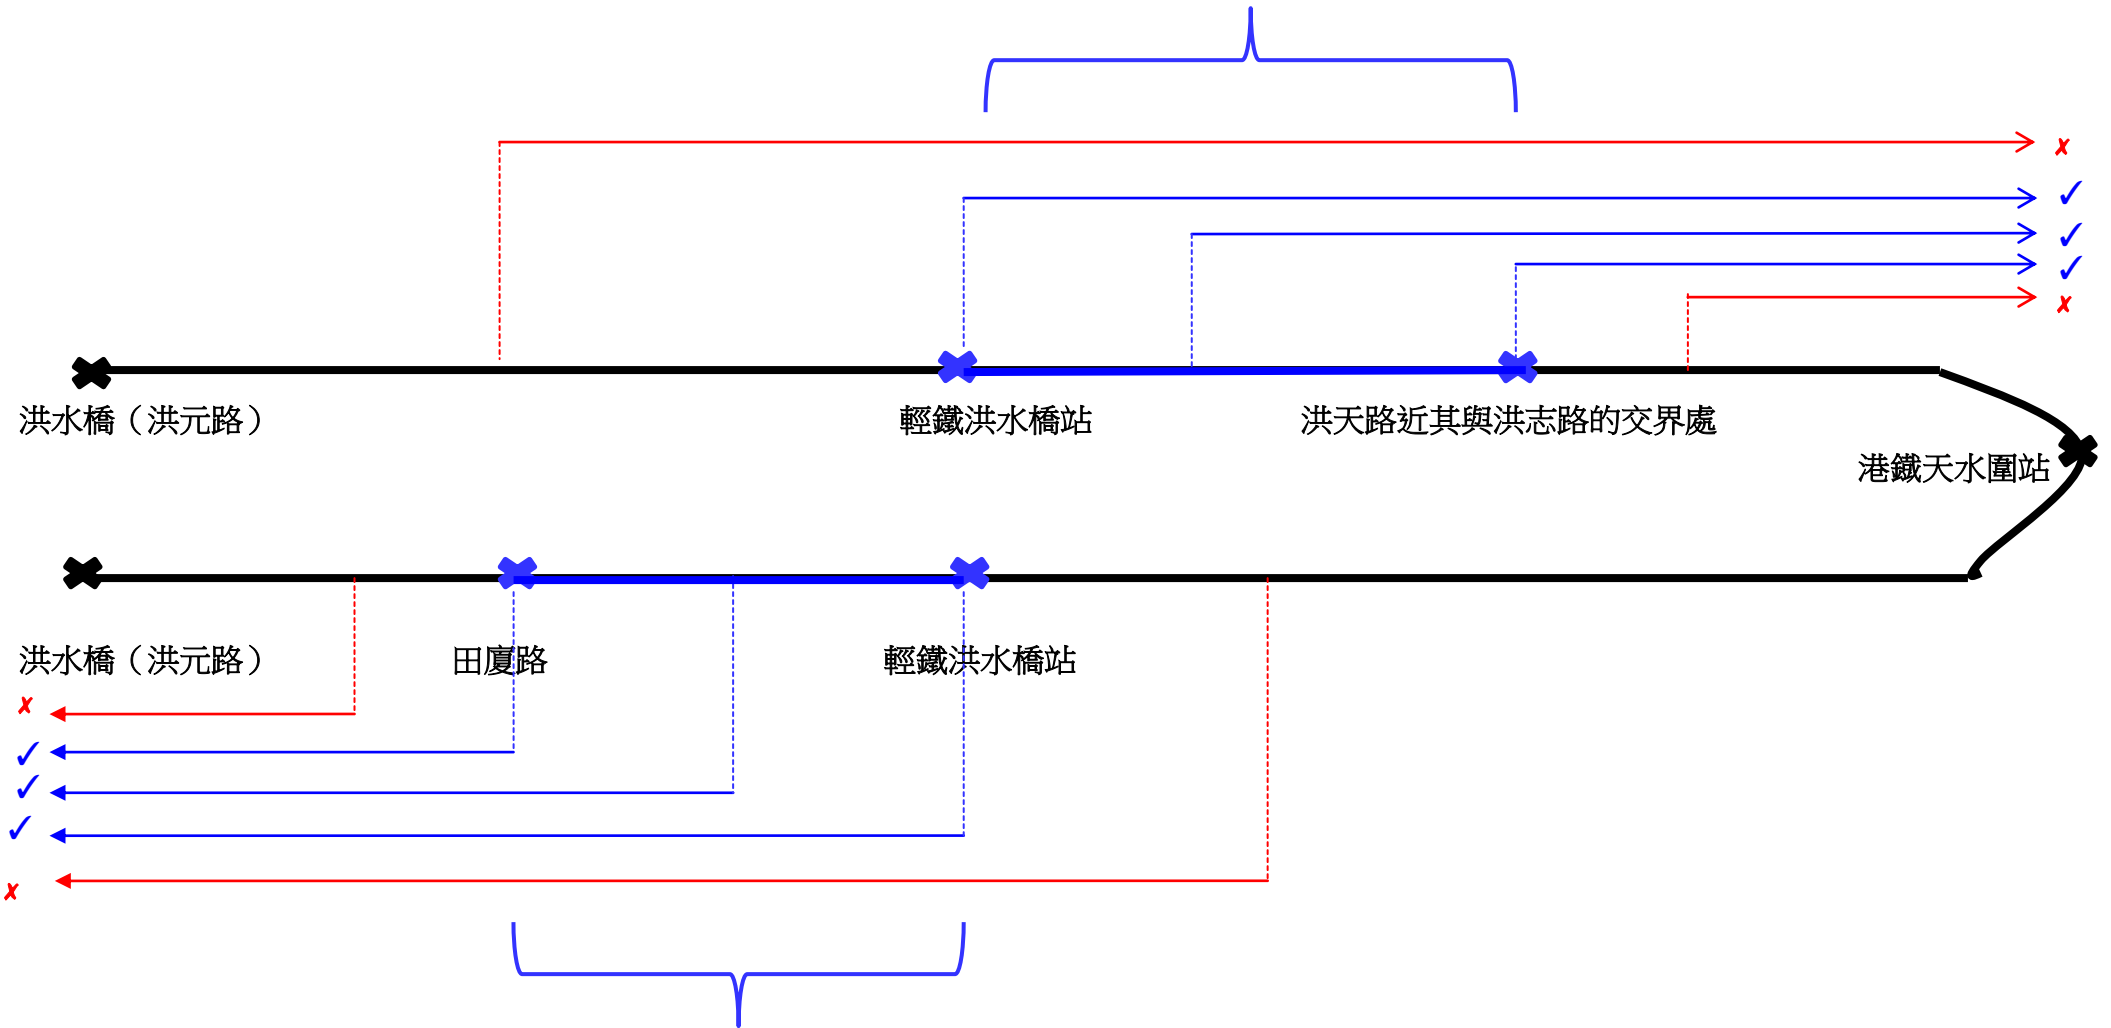 ✗
✓
✓
✓
✗
洪水橋（洪元路）
輕鐵洪水橋站
洪天路近其與洪志路的交界處
港鐵天水圍站
洪水橋（洪元路）
田廈路
輕鐵洪水橋站
✗
✓
✓
✓
✗